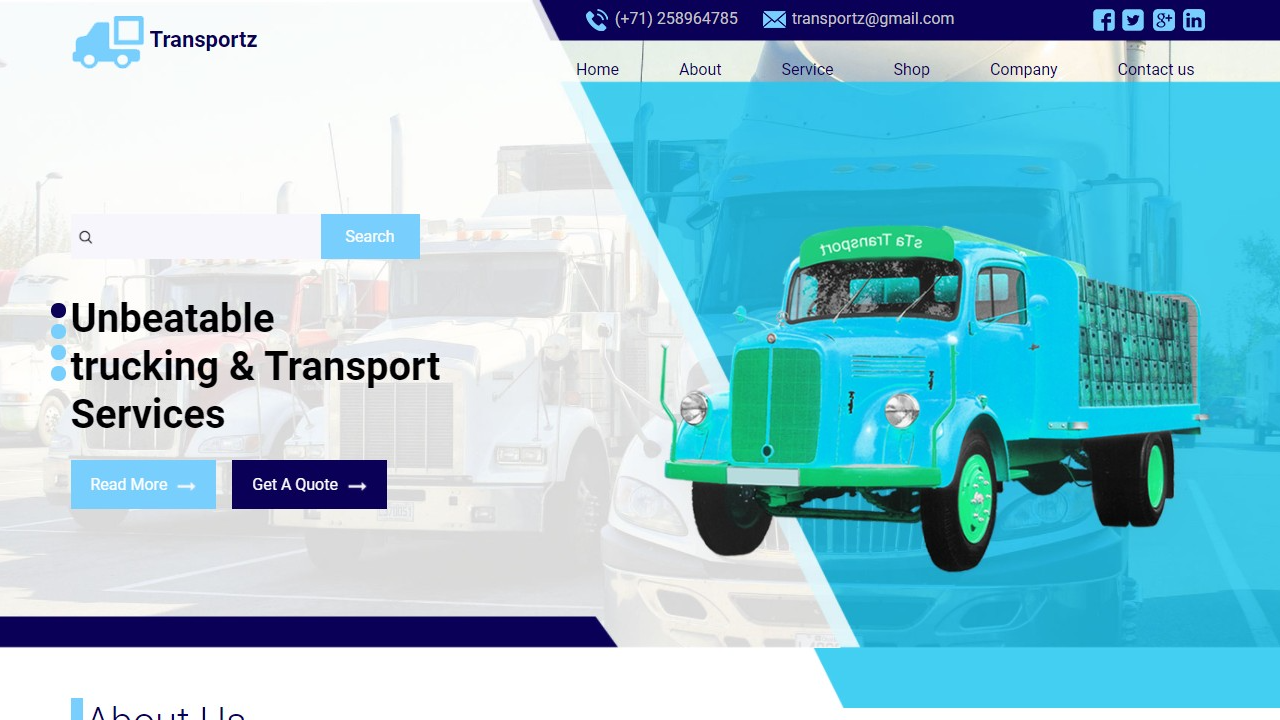 Transportz
(+71) 258964785
transportz@gmail.com
Home
About
Service
Shop
Company
Contact us
Search
Unbeatable
trucking & Transport
Services
Read More
Get A Quote
sTa Transport
About Us